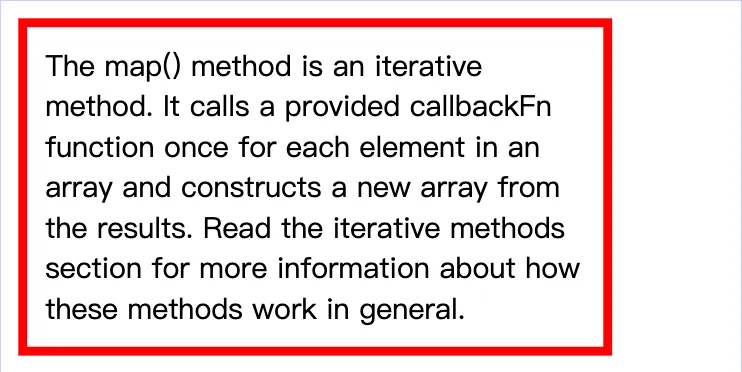 The map() method is an iterative
method. It calls a provided callbackFn
function once for each element in an
array and constructs a new array from
the results. Read the iterative methods
section for more information about how
these methods work in general.